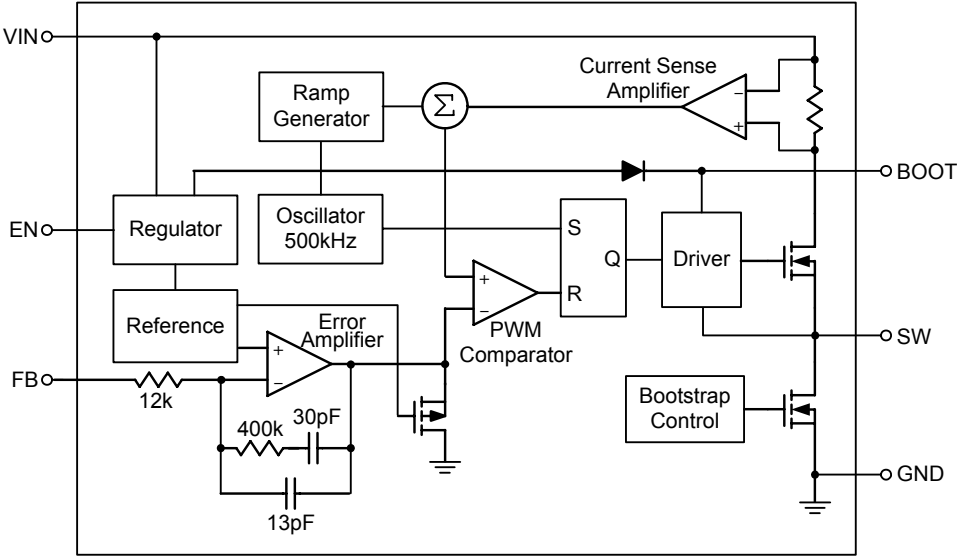 VIN
Current Sense
Amplifier
Ramp
Generator
Σ
−
+
BOOT
EN
Regulator
Oscillator
500kHz
S
Q
R
Driver
+
−
PWM
Comparator
Reference
Error
Amplifier
+
−
SW
FB
12k
400k
30pF
13pF
Bootstrap
Control
GND